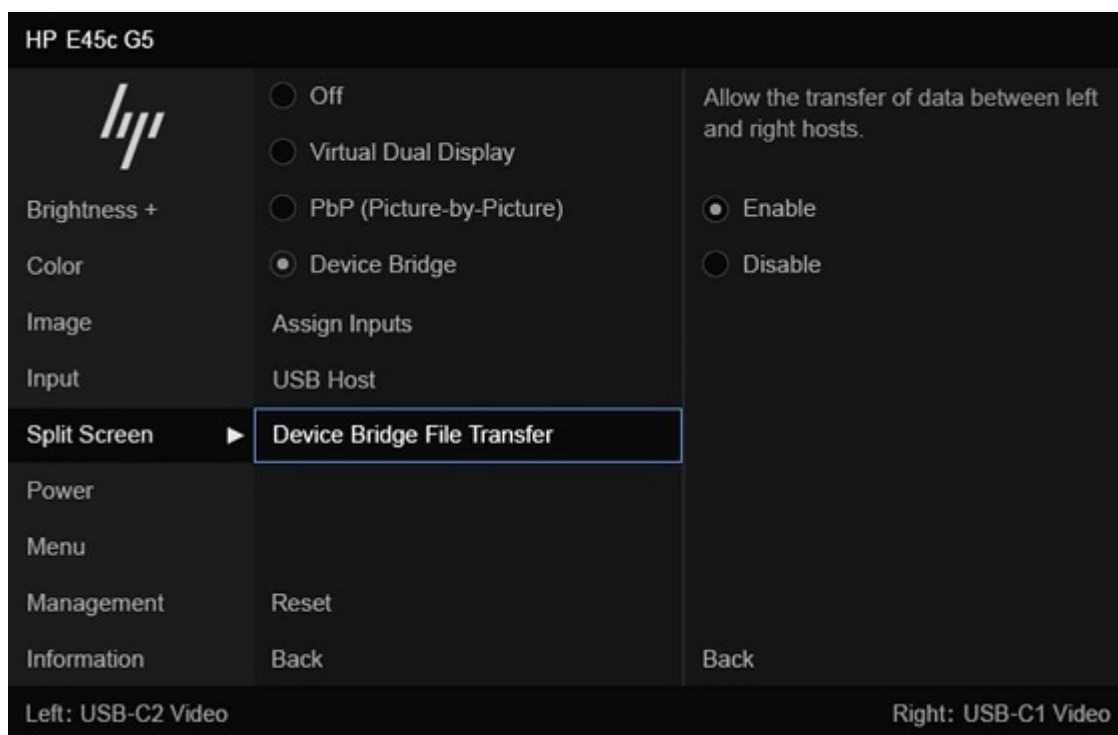 HP E45c G5
hp
Brightness +
Color
Image
Input
Split Screen
Power
Menu
Management
Information
Off
Virtual Dual Display
PbP (Picture-by-Picture)
Device Bridge
Assign Inputs
USB Host
Device Bridge File Transfer
Reset
Back
Allow the transfer of data between left
and right hosts.
Enable
Disable
Back
Left: USB-C2 Video
Right: USB-C1 Video